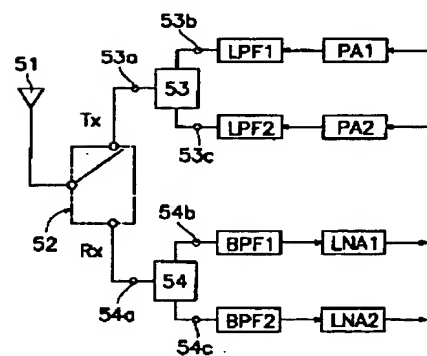 51
53a
53b
LPF1
PA1
53
Tx
LPF2
PA2
53c
52
Rx
54b
BPF1
LNA1
54
54a
BPF2
LNA2
54c